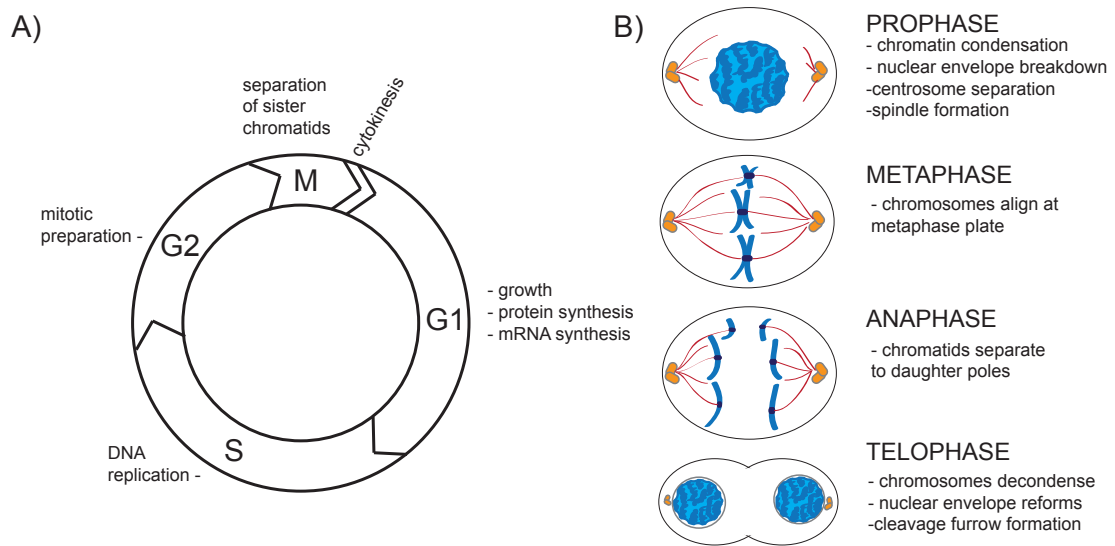 A)
separation
of sister
chromatids
cytokinesis
M
mitotic
preparation -
G2
G1
- growth
- protein synthesis
- mRNA synthesis
S
DNA
replication -
B)
PROPHASE
- chromatin condensation
- nuclear envelope breakdown
-centrosome separation
-spindle formation
METAPHASE
- chromosomes align at
metaphase plate
ANAPHASE
- chromatids separate
to daughter poles
TELOPHASE
- chromosomes decondense
- nuclear envelope reforms
-cleavage furrow formation